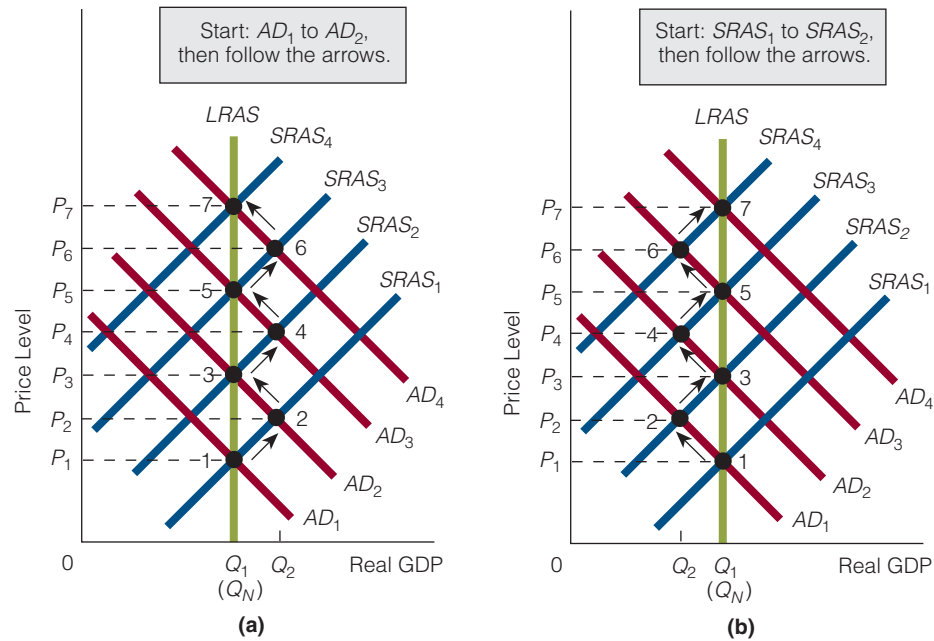 Start: AD1 to AD2,
then follow the arrows.
LRAS
SRAS4
SRAS3
SRAS2
SRAS1
P7
P6
P5
P4
P3
P2
P1
7
6
5
4
3
2
1
AD4
AD3
AD2
AD1
Price Level
0
Q1
(QN)
Q2
Real GDP
(a)
Start: SRAS1 to SRAS2,
then follow the arrows.
LRAS
SRAS4
SRAS3
SRAS2
SRAS1
P7
P6
P5
P4
P3
P2
P1
7
6
5
4
3
2
1
AD4
AD3
AD2
AD1
Price Level
0
Q2
Q1
(QN)
Real GDP
(b)